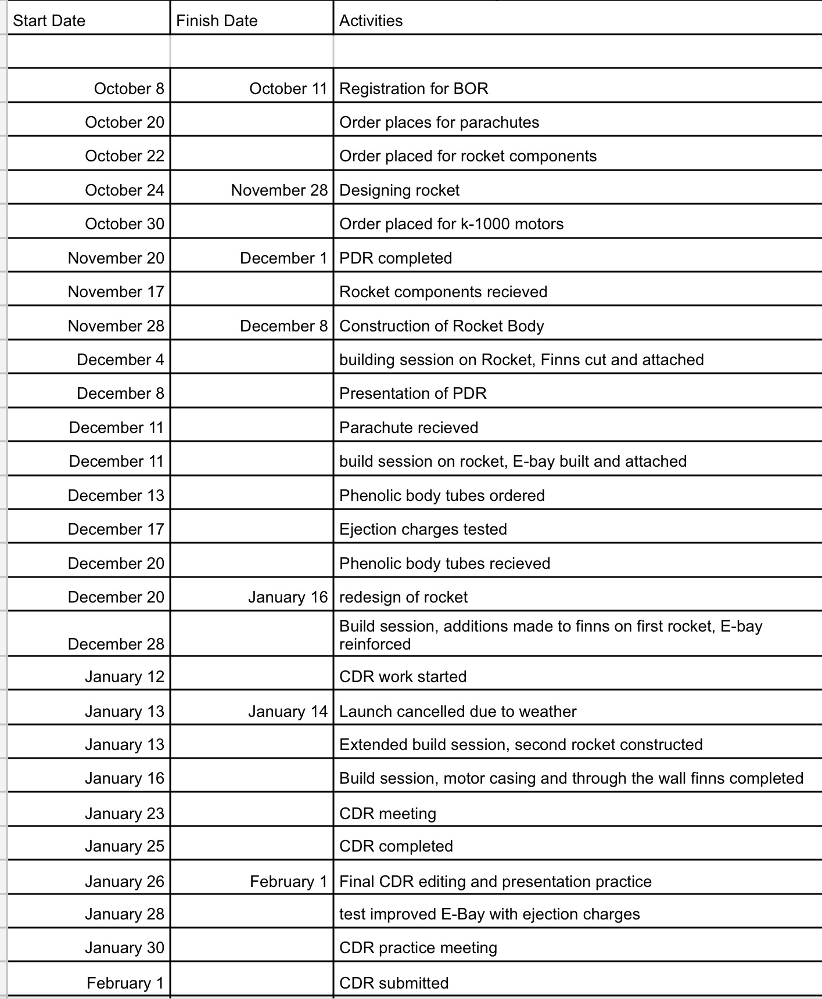 Start Date Finish Date Activities
October 8 October 11 Registration for BOR
October 20 Order places for parachutes
October 22 Order placed for rocket components
October 24 November 28 Designing rocket
October 30 Order placed for k-1000 motors
November 20 December 1 PDR completed
November 17 Rocket components recieved
November 28 December 8 Construction of Rocket Body
December 4 building session on Rocket, Finns cut and attached
December 8 Presentation of PDR
December 11 Parachute recieved
December 11 build session on rocket, E-bay built and attached
December 13 Phenolic body tubes ordered
December 17 Ejection charges tested
December 20 Phenolic body tubes recieved
December 20 January 16 redesign of rocket
Build session, additions made to finns on first rocket, E-bay
December 28 reinforced
January 12 CDR work started
January 13 January 14 Launch cancelled due to weather
January 13 Extended build session, second rocket constructed
January 16 Build session, motor casing and through the wall finns completed
January 23 CDR meeting
January 25 CDR completed
January 26 February 1 Final CDR editing and presentation practice
January 28 test improved E-Bay with ejection charges
January 30 CDR practice meeting
February 1 CDR submitted